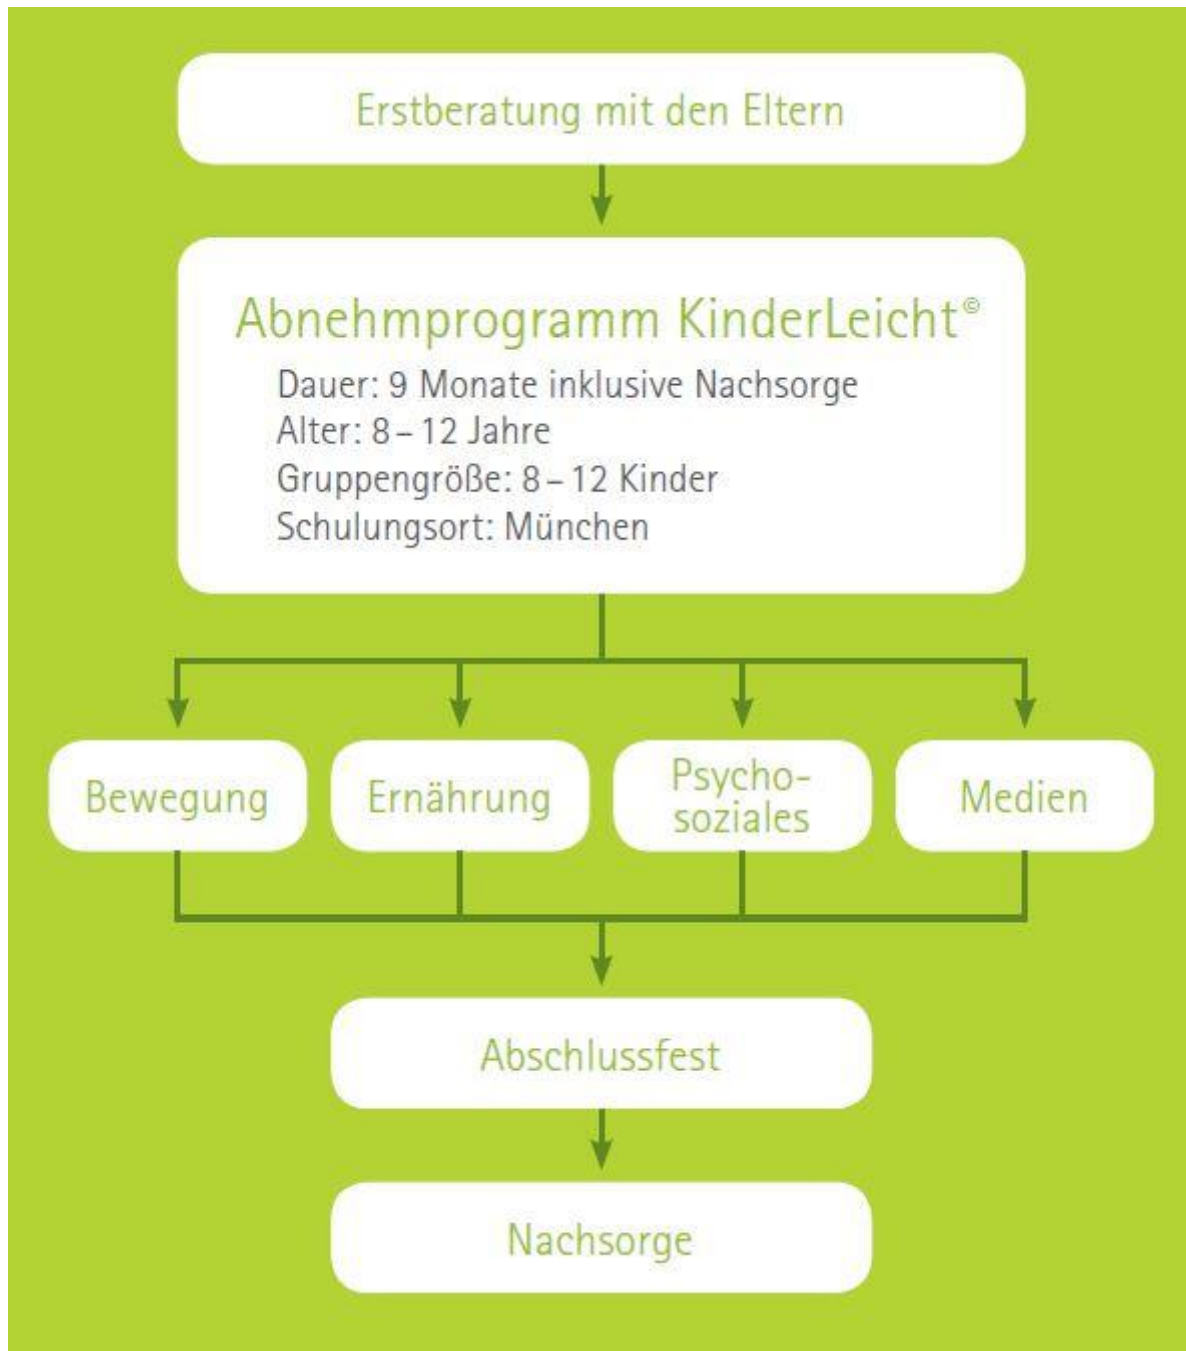 Erstberatung mit den Eltern
Abnehmprogramm KinderLeicht©
Dauer: 9 Monate inklusive Nachsorge
Alter: 8 – 12 Jahre
Gruppengröße: 8 – 12 Kinder
Schulungsort: München
Bewegung
Ernährung
Psycho-
soziales
Medien
Abschlussfest
Nachsorge